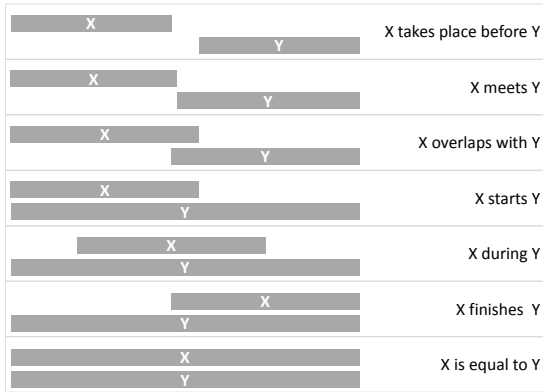 X
X takes place before Y
Y
X
X meets Y
Y
X
X overlaps with Y
Y
X
X starts Y
Y
X
X during Y
Y
X
X finishes  Y
Y
X
X is equal to Y
Y